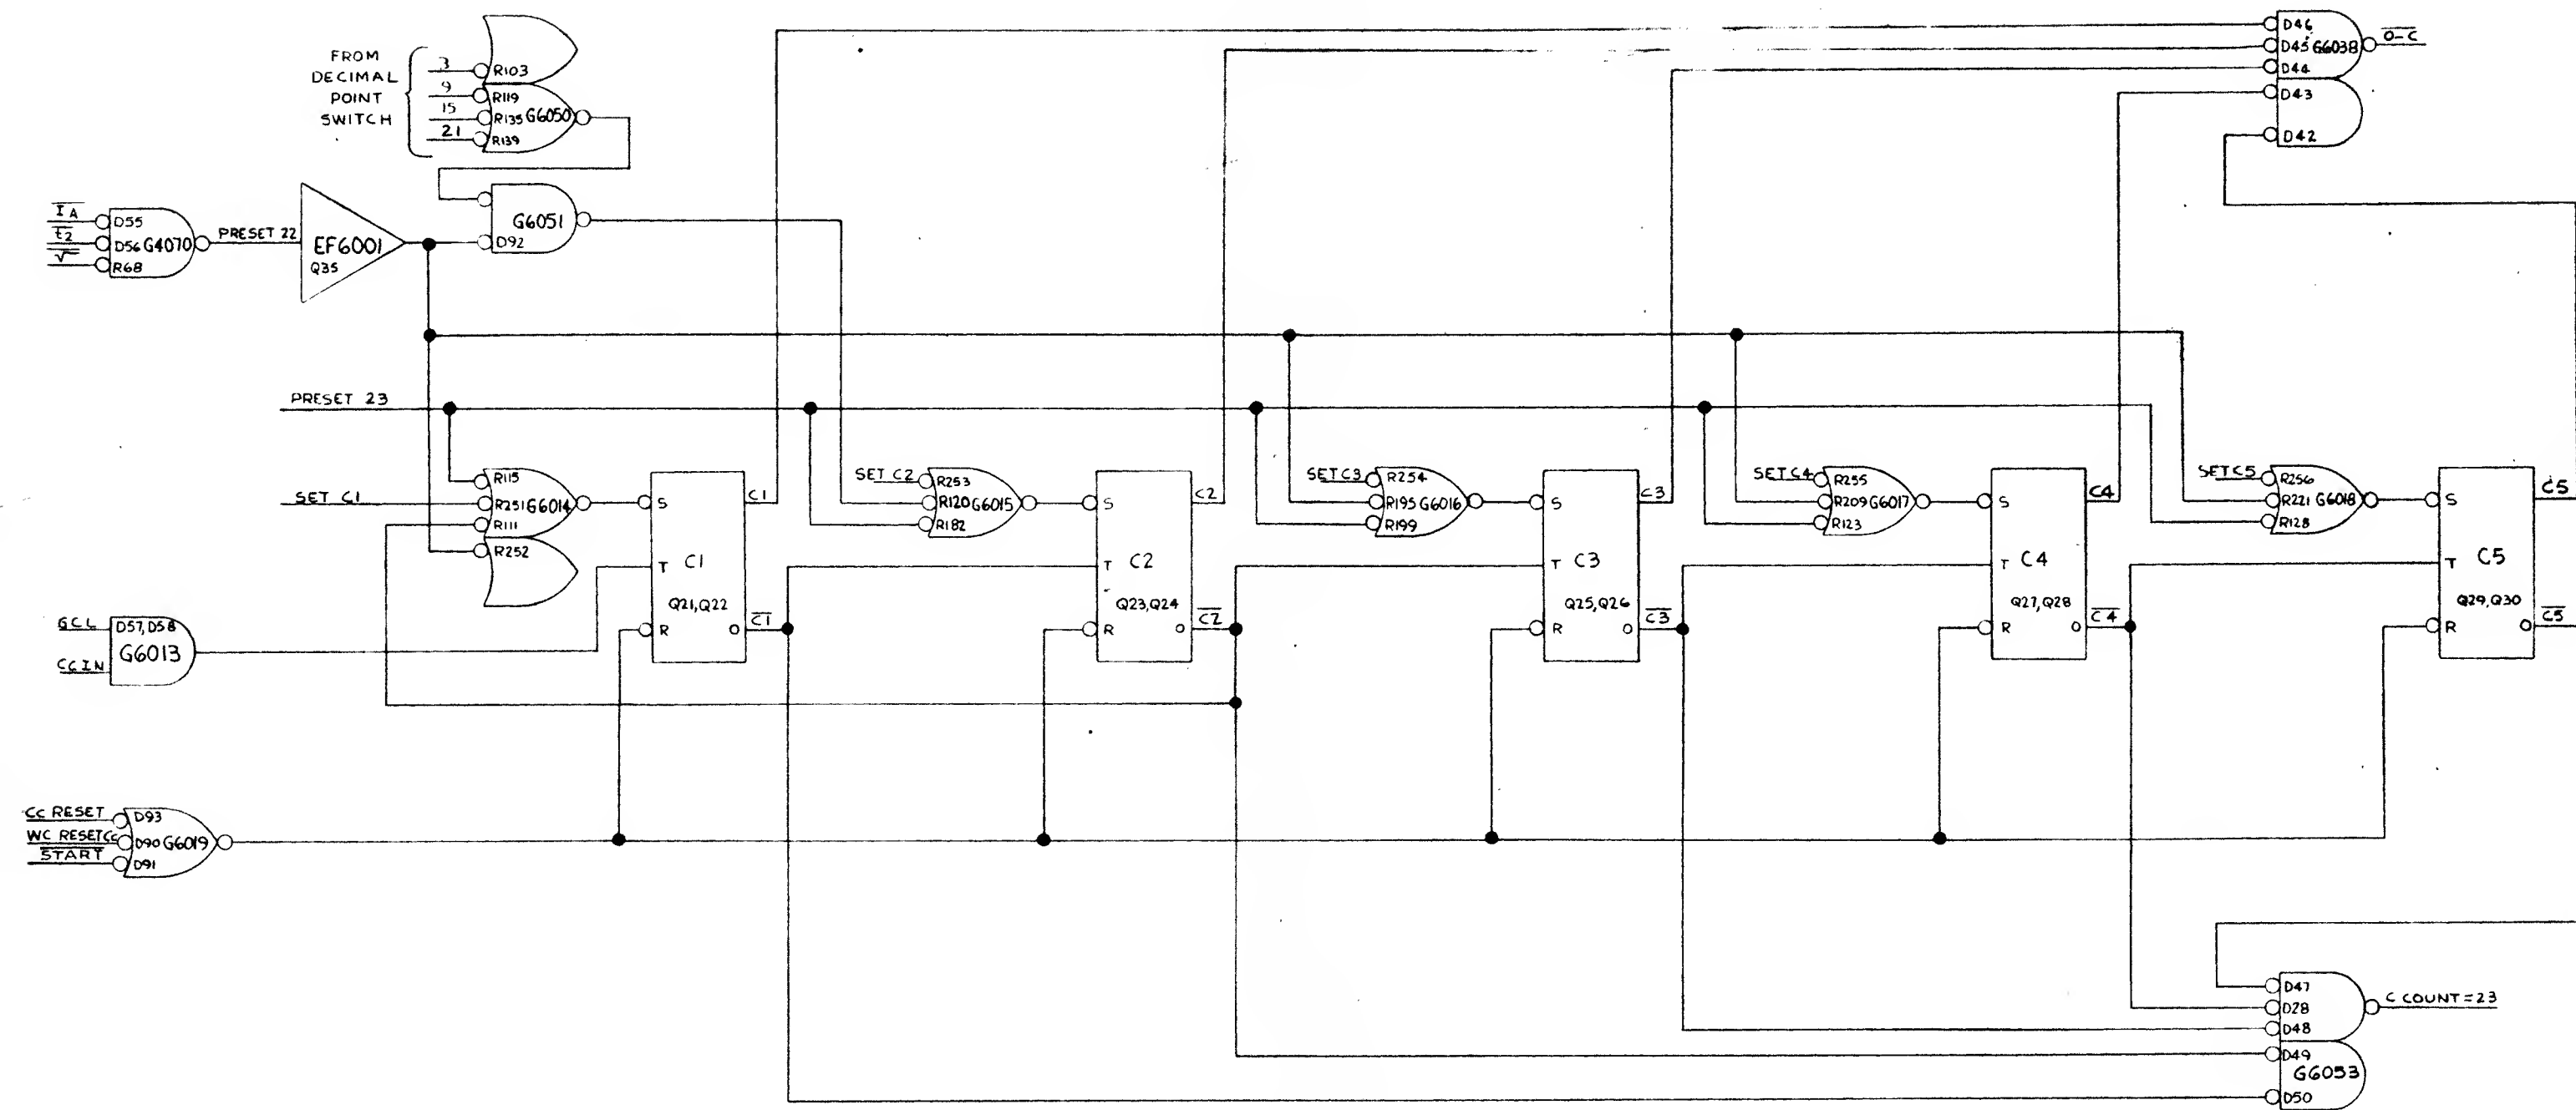 FROM
DECIMAL
POINT
SWITCH
3
9
15
21
R103
R119
R135 G6050
R139
D46
D45 G6038
D44
D43
D42
O-C
I A
t2
√
D55
D56 G4070
R68
PRESET 22
EF6001
Q35
G6051
D92
PRESET 23
SET C1
R115
R251 G6014
R111
R252
S
T C1
Q21,Q22
R O
C1
C1
SET C2
R253
R120 G6015
R182
S
T C2
Q23,Q24
R O
C2
C2
SET C3
R254
R195 G6016
R199
S
T C3
Q25,Q26
R O
C3
C3
SET C4
R255
R209 G6017
R123
S
T C4
Q27,Q28
R O
C4
C4
SET C5
R256
R221 G6018
R128
S
T C5
Q29,Q30
R O
C5
C5
GCL
CCIN
D57,D58
G6013
CC RESET
WC RESET CC
START
D93
D90 G6019
D91
D47
D28
D48
D49
G6053
D50
C COUNT=23